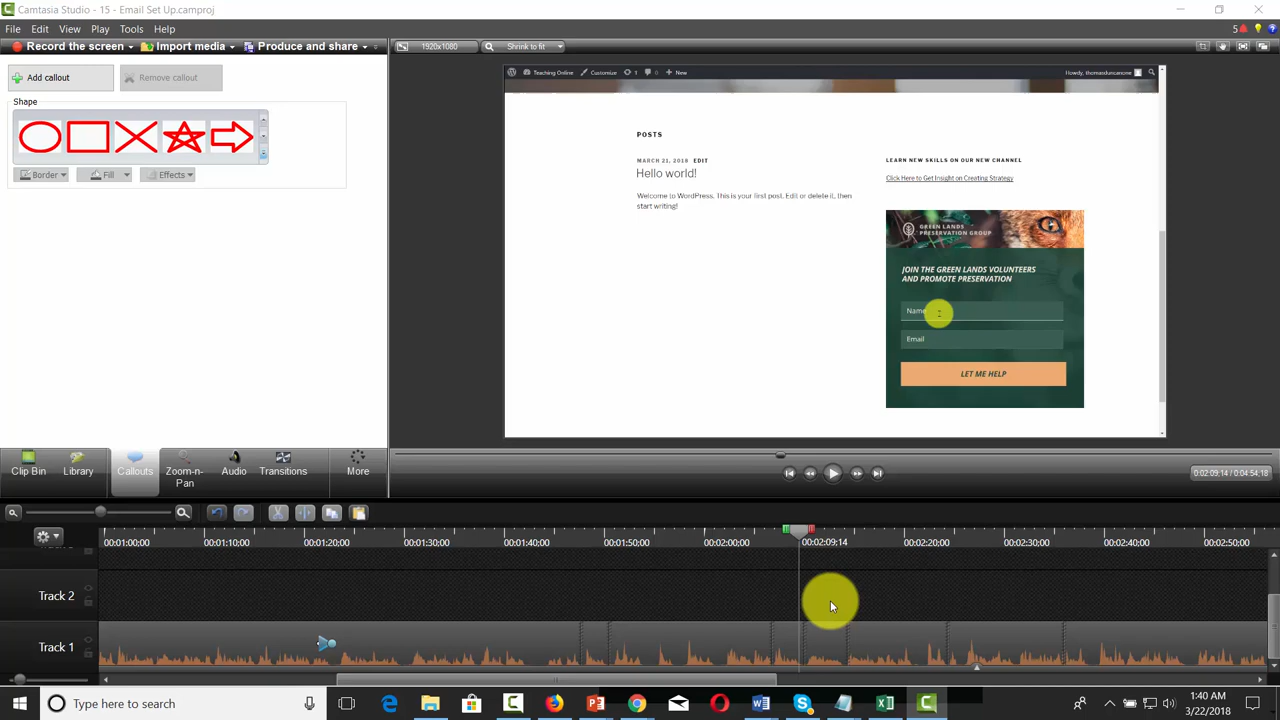 Camtasia Studio - 15 - Email Set Up.camproj
File Edit View Play Tools Help
5
Record the screen Import media Produce and share
1920x1080 Shrink to fit
Add callout Remove callout
Shape
Border Fill Effects
Teaching Online Customize 1 0 New Howdy, thomasduncanone
POSTS
MARCH 21, 2018 EDIT
Hello world!
Welcome to WordPress. This is your first post. Edit or delete it, then
start writing!
LEARN NEW SKILLS ON OUR NEW CHANNEL
Click Here to Get Insight on Creating Strategy
GREEN LANDS
PRESERVATION GROUP
JOIN THE GREEN LANDS VOLUNTEERS
AND PROMOTE PRESERVATION
Name
Email
LET ME HELP
Clip Bin Library Callouts Zoom-n-
Pan Audio Transitions More
0:02:09;14 / 0:04:54;18
00:01:00;00 00:01:10;00 00:01:20;00 00:01:30;00 00:01:50;00 00:02:00;00 00:02:09;14 00:02:20;00 00:02:30;00 00:02:40;00 00:02:50;00
Track 2
Track 1
Type here to search
1:40 AM
3/22/2018